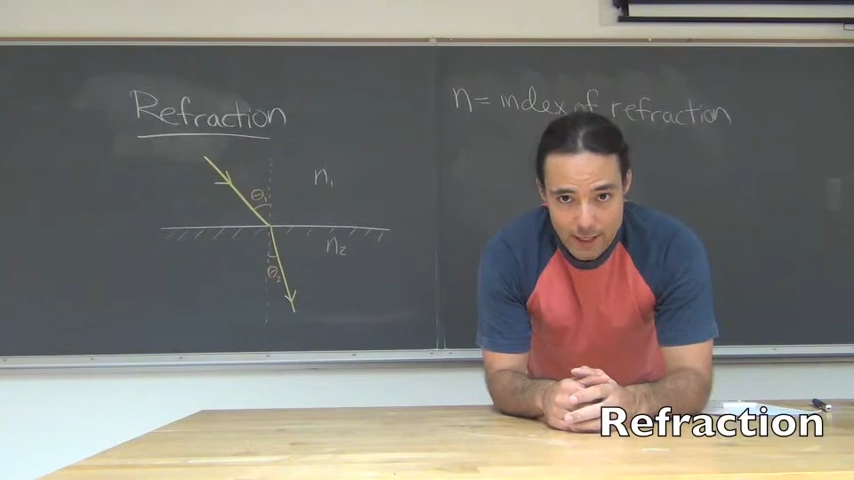 Refraction
n = index of refraction
θ₁
n₁
n₂
θ₂
Refraction